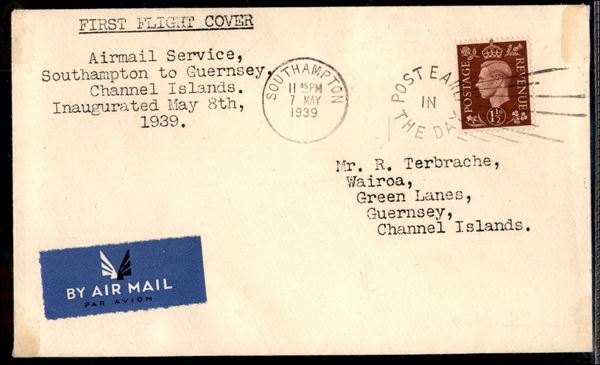 FIRST FLIGHT COVER
Airmail Service,
Southampton to Guernsey,
Channel Islands.
Inaugurated May 8th,
1939.
SOUTHAMPTON
11 45 PM
7 MAY
1939
POST EARLY
IN
THE DAY
POSTAGE
REVENUE
1½D
Mr. R. Terbrache,
Wairoa,
Green Lanes,
Guernsey,
Channel Islands.
BY AIR MAIL
PAR AVION